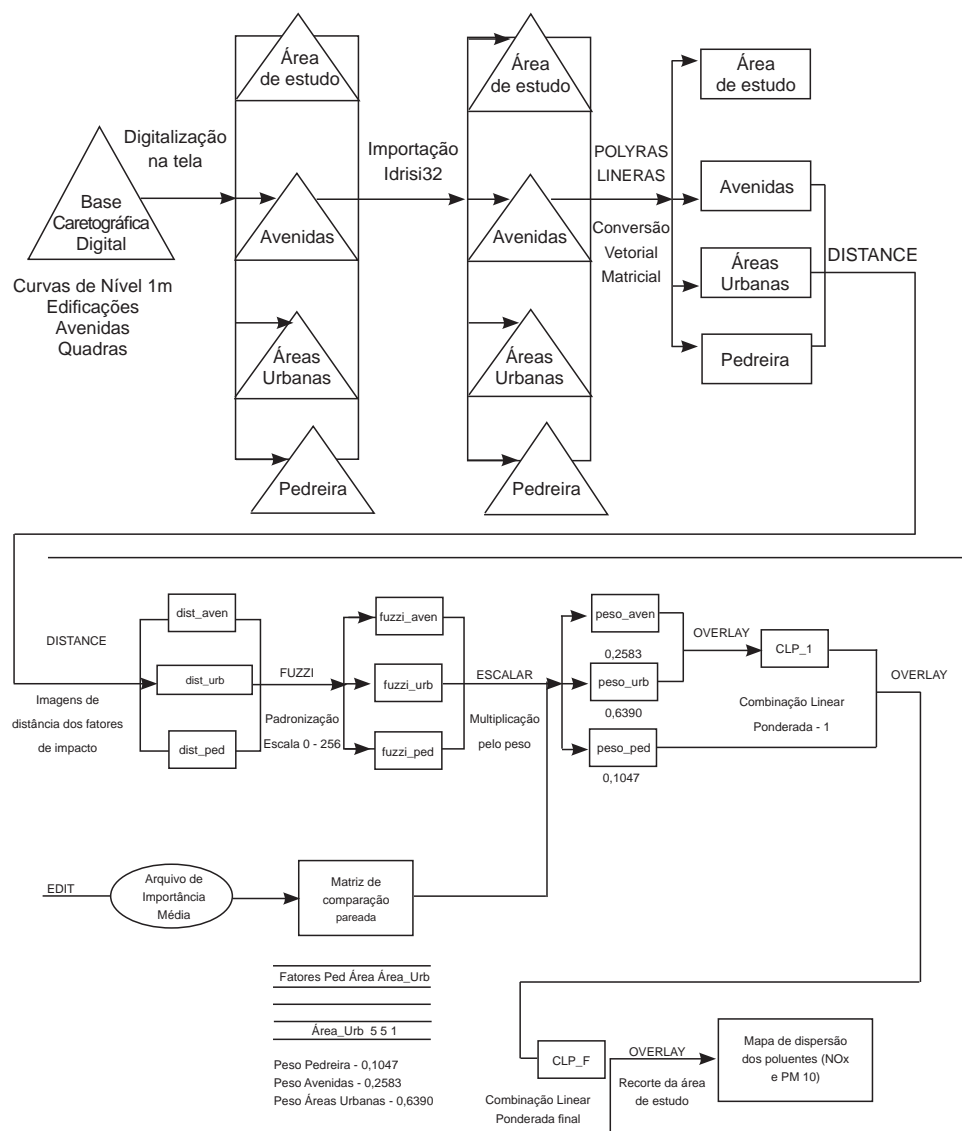 Área
de estudo
Área
de estudo
Área
de estudo
Digitalização
na tela
Importação
Idrisi32
POLYRAS
LINERAS
Base
Caretográfica
Digital
Avenidas
Avenidas
Avenidas
Conversão
Vetorial
Matricial
Áreas
Urbanas
DISTANCE
Curvas de Nível 1m
Edificações
Avenidas
Quadras
Áreas
Urbanas
Áreas
Urbanas
Pedreira
Pedreira
Pedreira
DISTANCE
Imagens de
distância dos fatores
de impacto
dist_aven
dist_urb
dist_ped
FUZZI
Padronização
Escala 0 - 256
fuzzi_aven
fuzzi_urb
fuzzi_ped
ESCALAR
Multiplicação
pelo peso
peso_aven
0,2583
peso_urb
0,6390
peso_ped
0,1047
OVERLAY
CLP_1
Combinação Linear
Ponderada - 1
OVERLAY
EDIT
Arquivo de
Importância
Média
Matriz de
comparação
pareada
Fatores Ped Área Área_Urb
Área_Urb 5 5 1
Peso Pedreira - 0,1047
Peso Avenidas - 0,2583
Peso Áreas Urbanas - 0,6390
CLP_F
Combinação Linear
Ponderada final
OVERLAY
Recorte da área
de estudo
Mapa de dispersão
dos poluentes (NOx
e PM 10)